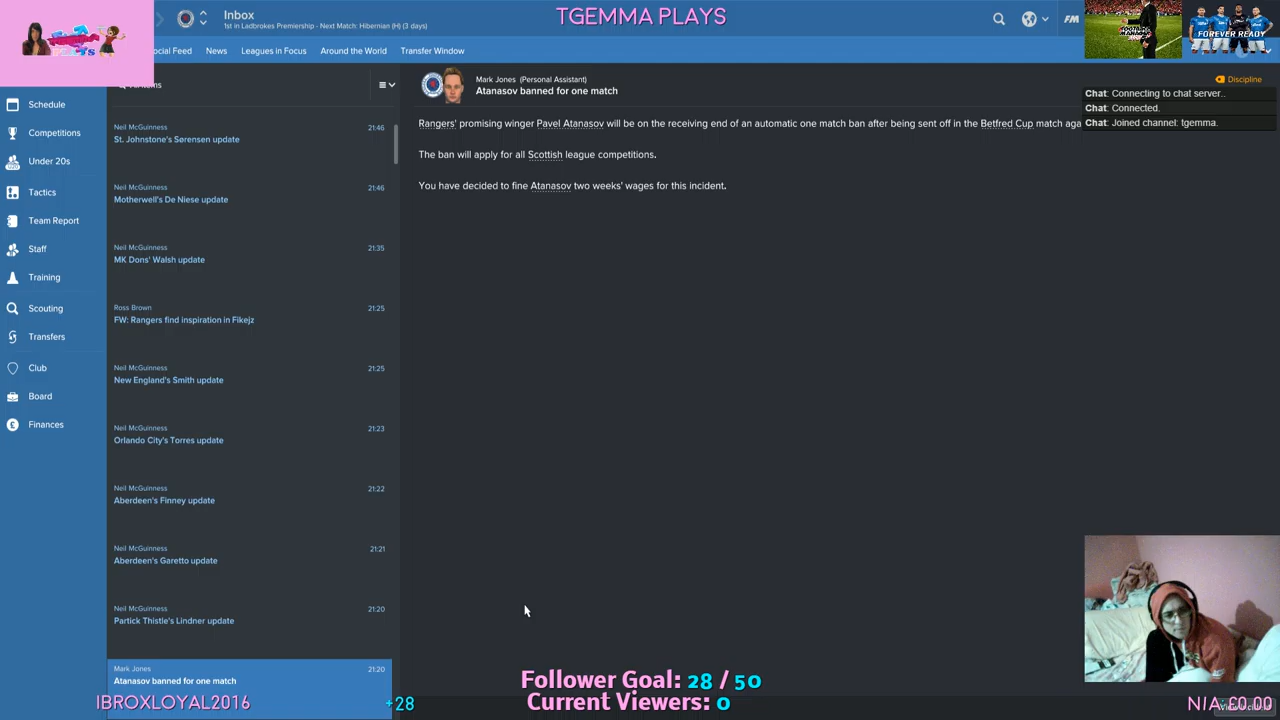 TGEMMA PLAYS
Inbox
1st in Ladbrokes Premiership - Next Match: Hibernian (H) (3 days)
FM
FOREVER READY
ocial Feed
News
Leagues in Focus
Around the World
Transfer Window
Schedule
Competitions
Under 20s
Tactics
Team Report
Staff
Training
Scouting
Transfers
Club
Board
Finances
Neil McGuinness 21:46
St. Johnstone's Sørensen update
Neil McGuinness 21:46
Motherwell's De Niese update
Neil McGuinness 21:35
MK Dons' Walsh update
Ross Brown 21:25
FW: Rangers find inspiration in Fikejz
Neil McGuinness 21:25
New England's Smith update
Neil McGuinness 21:23
Orlando City's Torres update
Neil McGuinness 21:22
Aberdeen's Finney update
Neil McGuinness 21:21
Aberdeen's Garetto update
Neil McGuinness 21:20
Partick Thistle's Lindner update
Mark Jones 21:20
Atanasov banned for one match
Mark Jones (Personal Assistant)
Atanasov banned for one match
Discipline
Rangers' promising winger Pavel Atanasov will be on the receiving end of an automatic one match ban after being sent off in the Betfred Cup match aga
The ban will apply for all Scottish league competitions.
You have decided to fine Atanasov two weeks' wages for this incident.
Chat: Connecting to chat server..
Chat: Connected.
Chat: Joined channel: tgemma.
Follower Goal: 28 / 50
Current Viewers: 0
IBROXLOYAL2016
+28
N/A £0.00